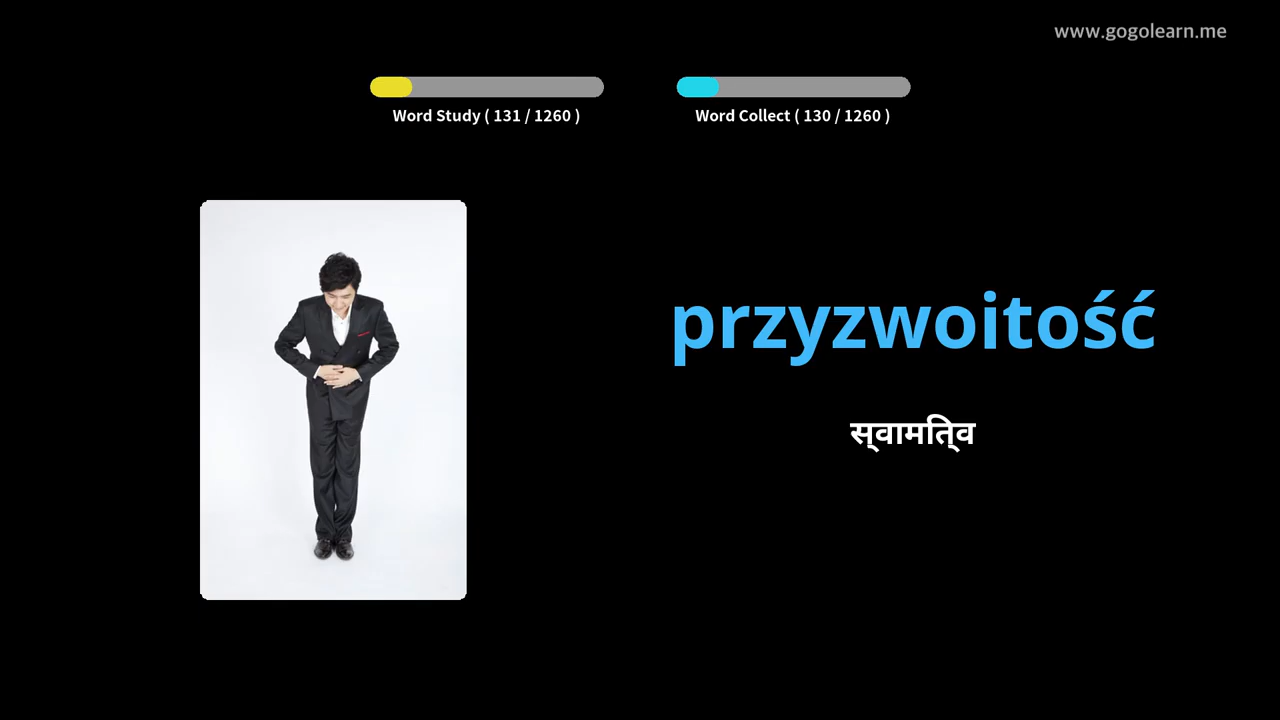 www.gogolearn.me
Word Study ( 131 / 1260 )
Word Collect ( 130 / 1260 )
przyzwoitość
स्वामित्व